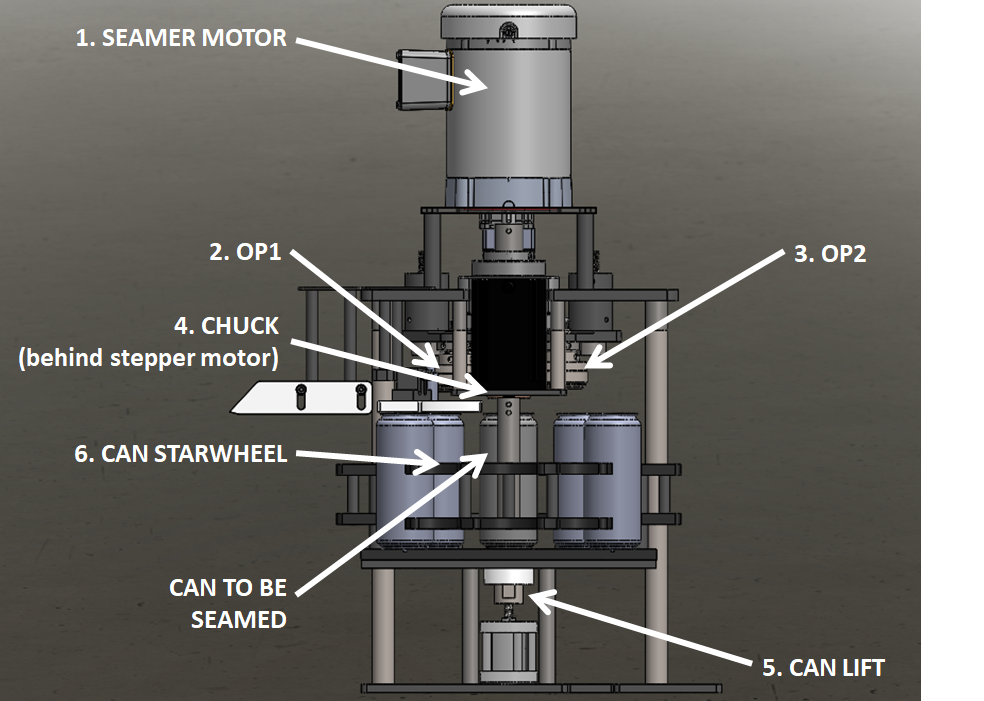 1. SEAMER MOTOR
2. OP1
3. OP2
4. CHUCK
(behind stepper motor)
6. CAN STARWHEEL
CAN TO BE
SEAMED
5. CAN LIFT